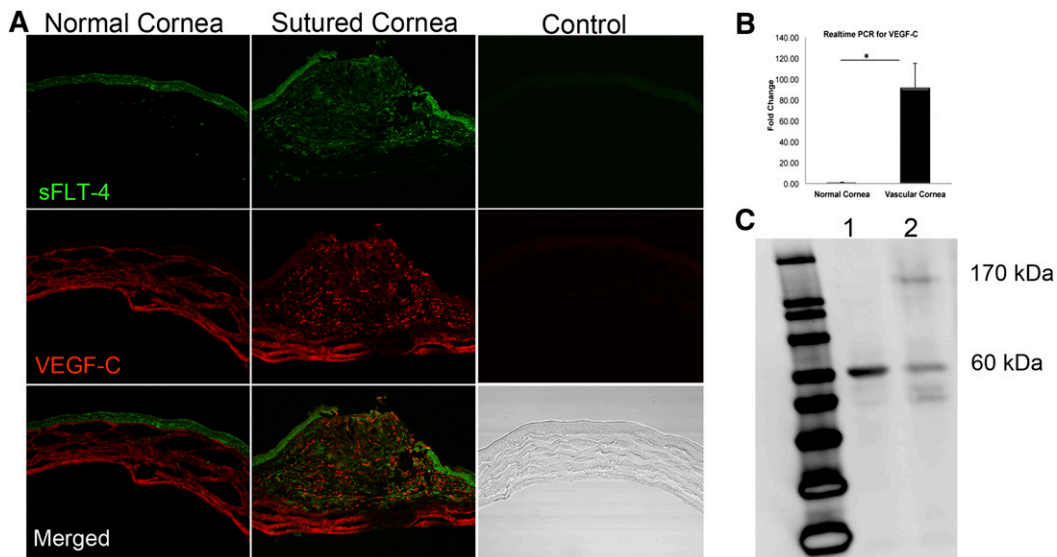 A
Normal Cornea
Sutured Cornea
Control
sFLT-4
VEGF-C
Merged
B
Realtime PCR for VEGF-C
*
140.00
120.00
100.00
80.00
60.00
40.00
20.00
0.00
Fold Change
Normal Cornea
Vascular Cornea
C
1
2
170 kDa
60 kDa